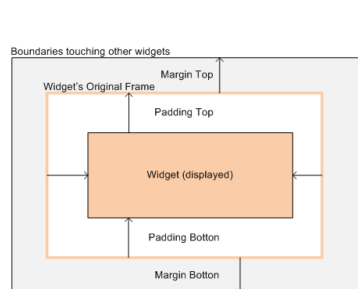 Boundaries touching other widgets
Margin Top
Widget's Original Frame
Padding Top
Widget (displayed)
Padding Botton
Margin Botton